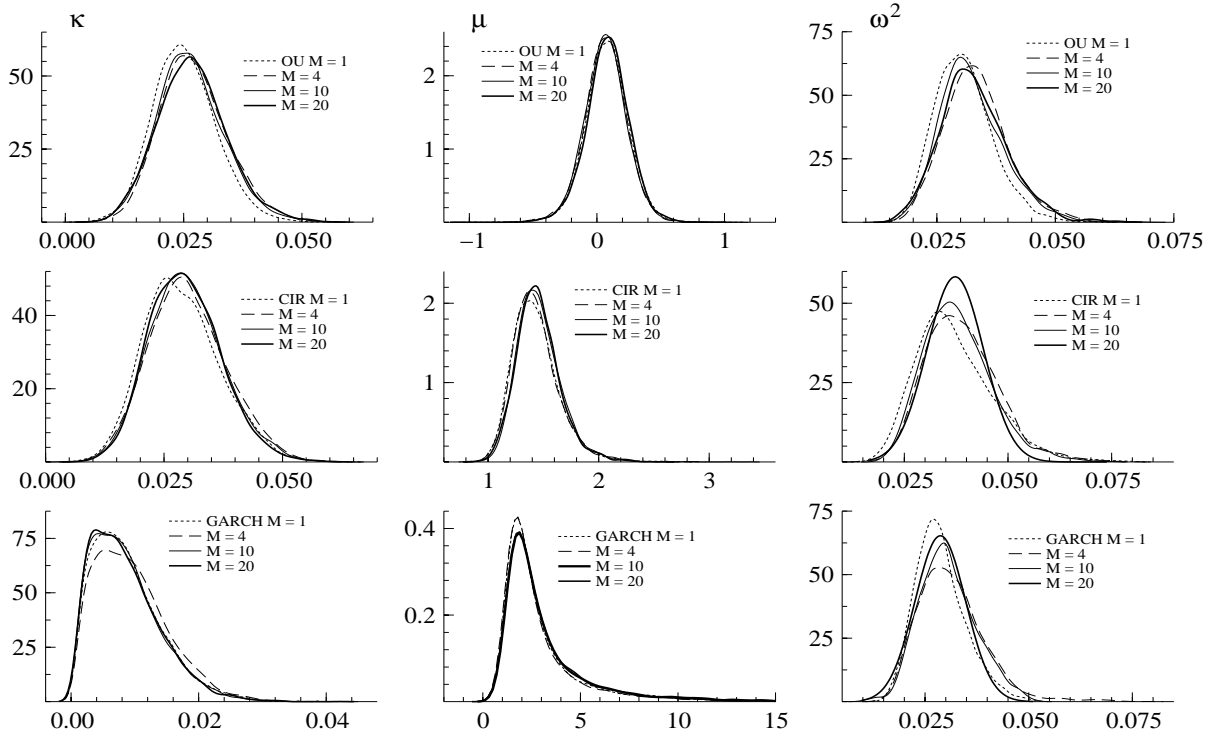 κ
μ
ω²
50
25
0.000
0.025
0.050
OU M = 1
M = 4
M = 10
M = 20
2
1
−1
0
1
OU M = 1
M = 4
M = 10
M = 20
75
50
25
0.025
0.050
0.075
OU M = 1
M = 4
M = 10
M = 20
40
20
0.000
0.025
0.050
CIR M = 1
M = 4
M = 10
M = 20
2
1
1
2
3
CIR M = 1
M = 4
M = 10
M = 20
50
25
0.025
0.050
0.075
CIR M = 1
M = 4
M = 10
M = 20
75
50
25
0.00
0.02
0.04
GARCH M = 1
M = 4
M = 10
M = 20
0.4
0.2
0
5
10
15
GARCH M = 1
M = 4
M = 10
M = 20
75
50
25
0.025
0.050
0.075
GARCH M = 1
M = 4
M = 10
M = 20